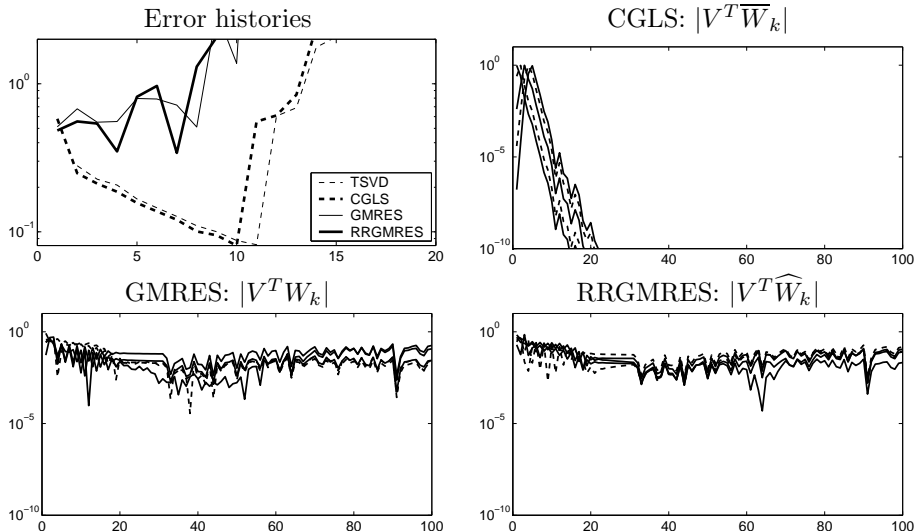 Error histories
10^0
10^{-1}
0 5 10 15 20
TSVD
CGLS
GMRES
RRGMRES
CGLS: |V^T \overline{W}_k|
10^0
10^{-5}
10^{-10}
0 20 40 60 80 100
GMRES: |V^T W_k|
10^0
10^{-5}
10^{-10}
0 20 40 60 80 100
RRGMRES: |V^T \widehat{W}_k|
10^0
10^{-5}
10^{-10}
0 20 40 60 80 100